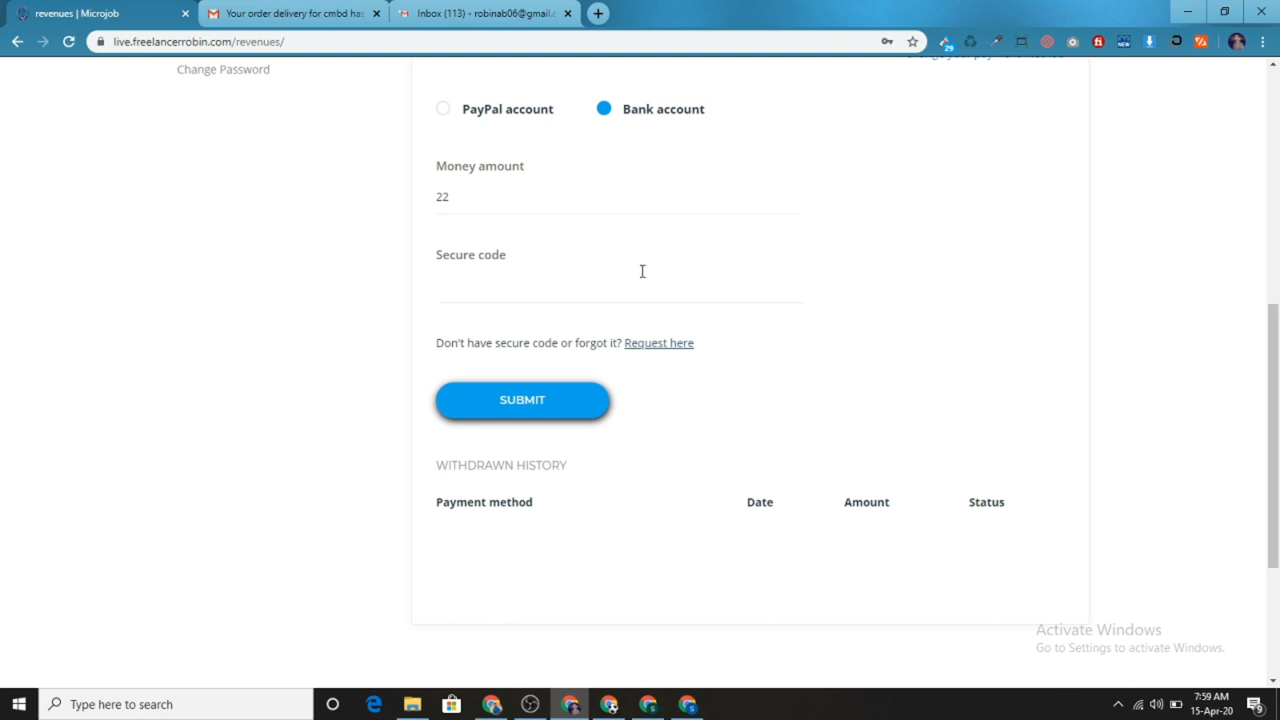 revenues | Microjob
Your order delivery for cmbd has
Inbox (113) - robinab06@gmail.c
live.freelancerrobin.com/revenues/
29
NEW
Change Password
PayPal account
Bank account
Money amount
22
Secure code
Don't have secure code or forgot it? Request here
SUBMIT
WITHDRAWN HISTORY
Payment method Date Amount Status
Activate Windows
Go to Settings to activate Windows.
Type here to search
7:59 AM
15-Apr-20